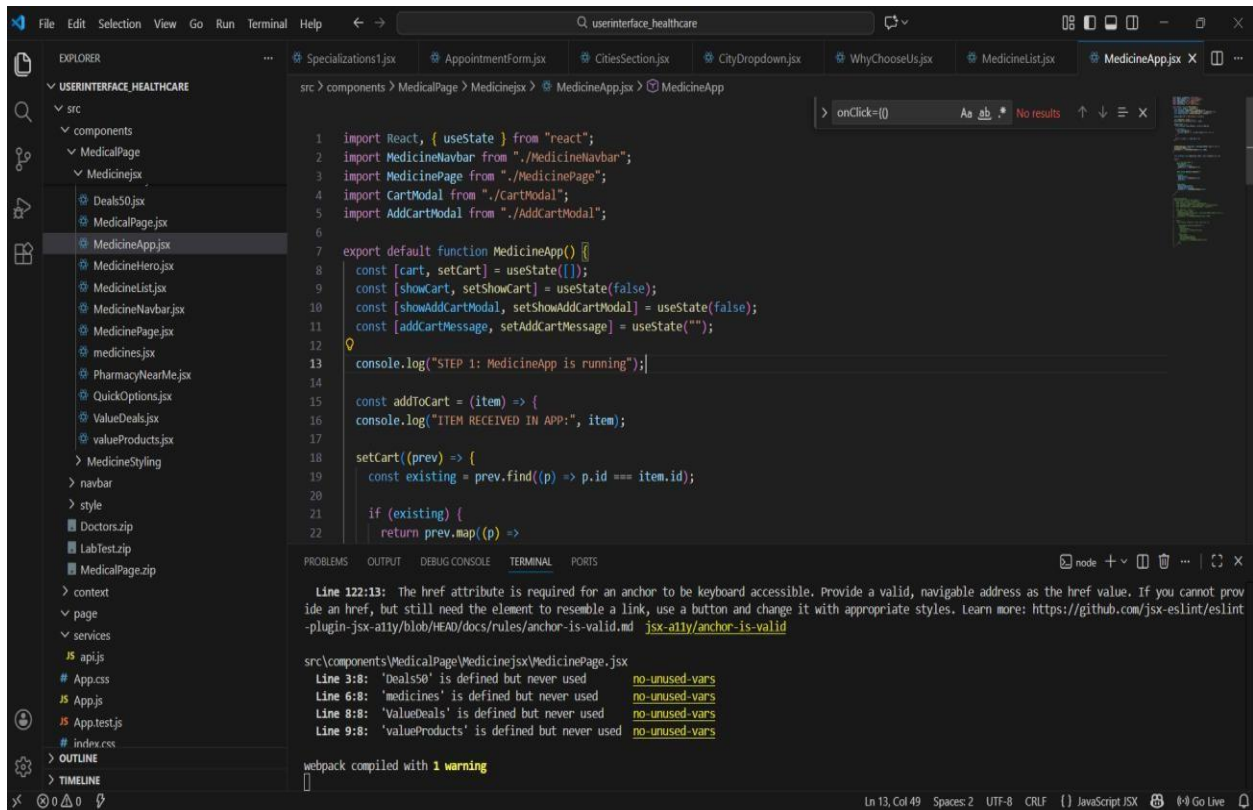 File Edit Selection View Go Run Terminal Help
userinterface_healthcare
EXPLORER
USERINTERFACE_HEALTHCARE
src
components
MedicalPage
Medicinejsx
Deals50.jsx
MedicalPage.jsx
MedicineApp.jsx
MedicineHero.jsx
MedicineList.jsx
MedicineNavbar.jsx
MedicinePage.jsx
medicines.jsx
PharmacyNearMe.jsx
QuickOptions.jsx
ValueDeals.jsx
valueProducts.jsx
MedicineStyling
navbar
style
Doctors.zip
LabTest.zip
MedicalPage.zip
context
page
services
JS api.js
# App.css
JS App.js
JS App.test.js
# index.css
OUTLINE
TIMELINE
Specializations1.jsx AppointmentForm.jsx CitiesSection.jsx CityDropdown.jsx WhyChooseUs.jsx MedicineList.jsx MedicineApp.jsx
src > components > MedicalPage > Medicinejsx > MedicineApp.jsx > MedicineApp
onClick={() Aa ab .* No results
1 import React, { useState } from "react";
2 import MedicineNavbar from "./MedicineNavbar";
3 import MedicinePage from "./MedicinePage";
4 import CartModal from "./CartModal";
5 import AddCartModal from "./AddCartModal";
6
7 export default function MedicineApp() {
8 const [cart, setCart] = useState([]);
9 const [showCart, setShowCart] = useState(false);
10 const [showAddCartModal, setShowAddCartModal] = useState(false);
11 const [addCartMessage, setAddCartMessage] = useState("");
12
13 console.log("STEP 1: MedicineApp is running");
14
15 const addToCart = (item) => {
16 console.log("ITEM RECEIVED IN APP:", item);
17
18 setCart((prev) => {
19 const existing = prev.find((p) => p.id === item.id);
20
21 if (existing) {
22 return prev.map((p) =>
PROBLEMS OUTPUT DEBUG CONSOLE TERMINAL PORTS
node
Line 122:13: The href attribute is required for an anchor to be keyboard accessible. Provide a valid, navigable address as the href value. If you cannot prov
ide an href, but still need the element to resemble a link, use a button and change it with appropriate styles. Learn more: https://github.com/jsx-eslint/eslint
-plugin-jsx-a11y/blob/HEAD/docs/rules/anchor-is-valid.md jsx-a11y/anchor-is-valid
src\components\MedicalPage\Medicinejsx\MedicinePage.jsx
Line 3:8: 'Deals50' is defined but never used no-unused-vars
Line 6:8: 'medicines' is defined but never used no-unused-vars
Line 8:8: 'ValueDeals' is defined but never used no-unused-vars
Line 9:8: 'valueProducts' is defined but never used no-unused-vars
webpack compiled with 1 warning
0 0 0 Ln 13, Col 49 Spaces: 2 UTF-8 CRLF {} JavaScript JSX Go Live